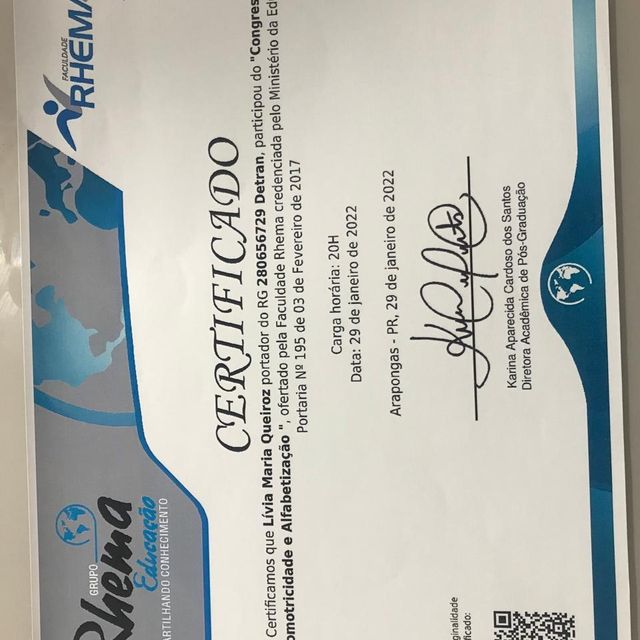 GRUPO
Rhema
Educação
ARTILHANDO CONHECIMENTO
FACULDADE
RHEMA
CERTIFICADO
Certificamos que Lívia Maria Queiroz portador do RG 280656729 Detran, participou do "Congres
omotricidade e Alfabetização ", ofertado pela Faculdade Rhema credenciada pelo Ministério da Ed
Portaria Nº 195 de 03 de Fevereiro de 2017
Carga horária: 20H
Data: 29 de janeiro de 2022
Arapongas - PR, 29 de janeiro de 2022
Karina Aparecida Cardoso dos Santos
Diretora Acadêmica de Pós-Graduação
ginalidade
ficado: